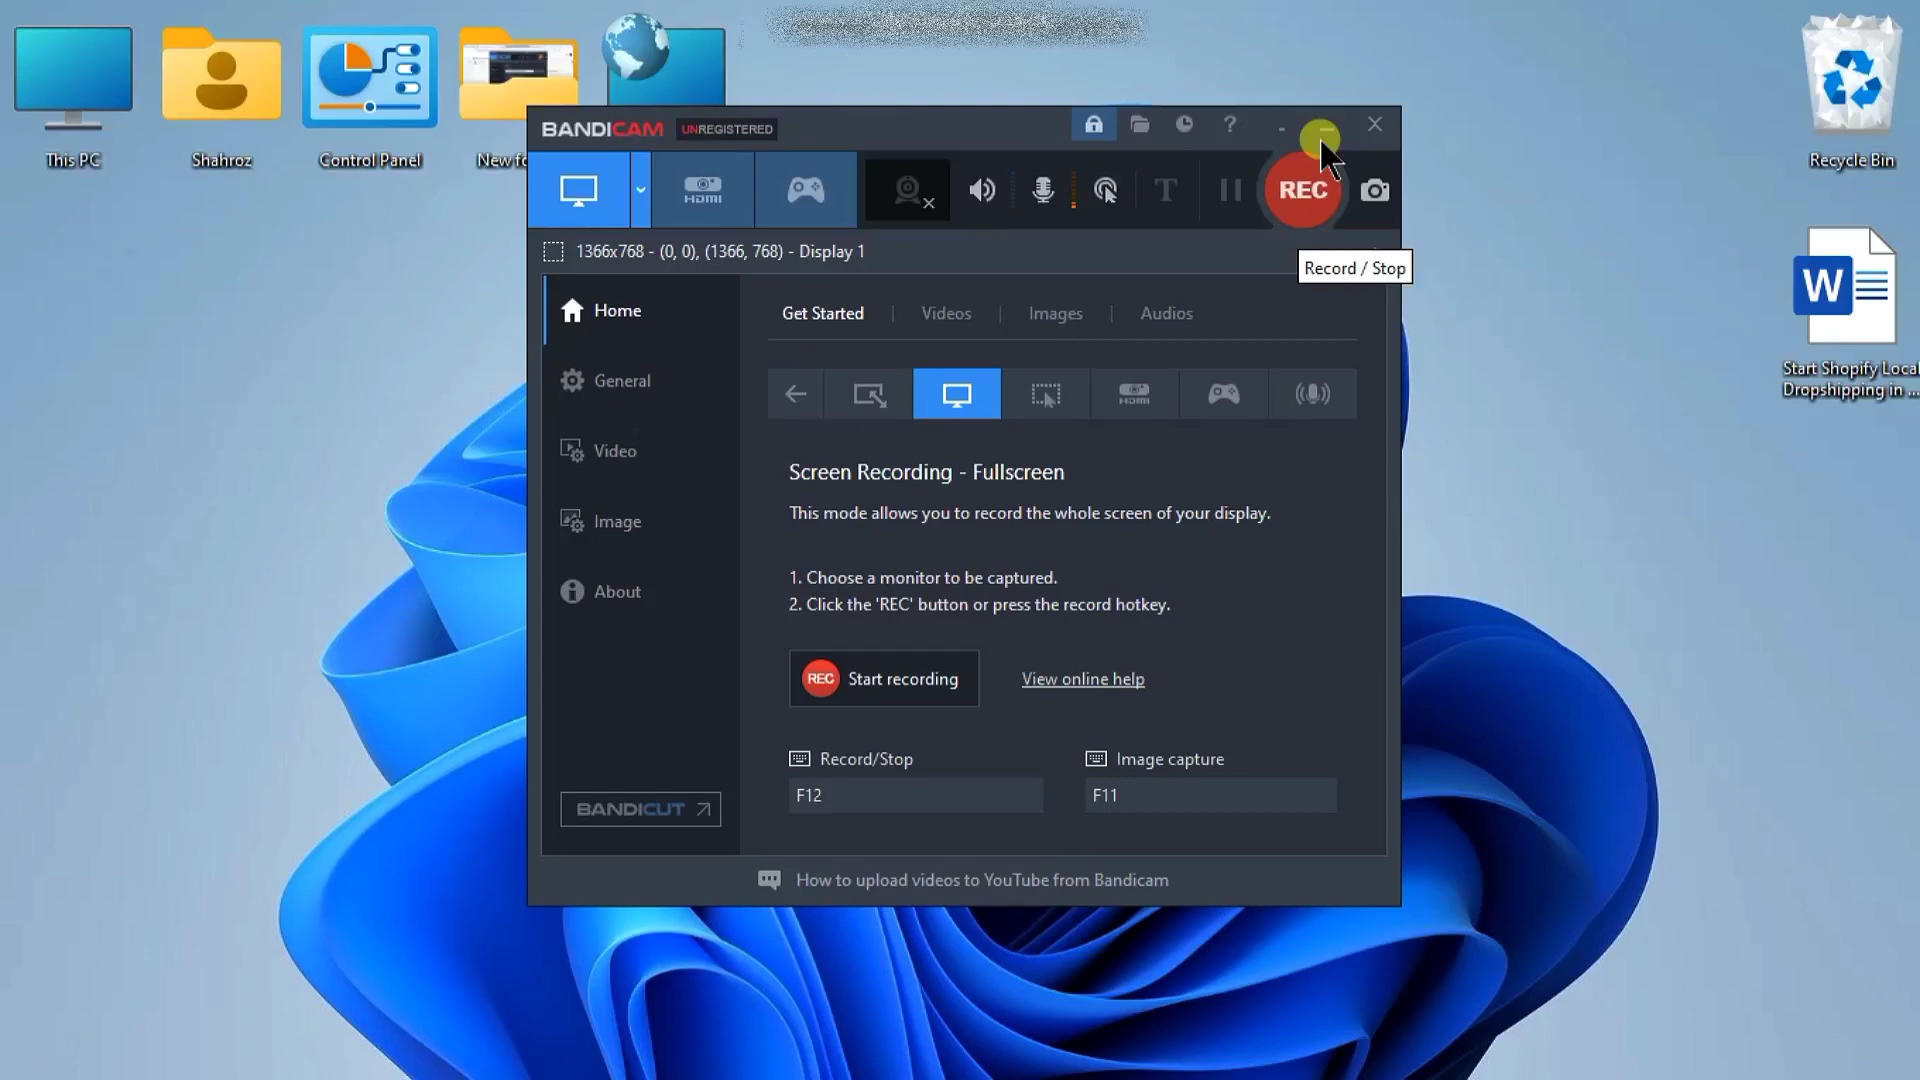 This PC
Shahroz
Control Panel
New fo
Recycle Bin
W
Start Shopify Local
Dropshipping in ...
BANDICAM UNREGISTERED
HDMI
T
REC
1366x768 - (0, 0), (1366, 768) - Display 1
Record / Stop
Home
General
Video
Image
About
BANDICUT
Get Started | Videos | Images | Audios
HDMI
Screen Recording - Fullscreen
This mode allows you to record the whole screen of your display.
1. Choose a monitor to be captured.
2. Click the 'REC' button or press the record hotkey.
REC Start recording
View online help
Record/Stop
Image capture
F12
F11
How to upload videos to YouTube from Bandicam